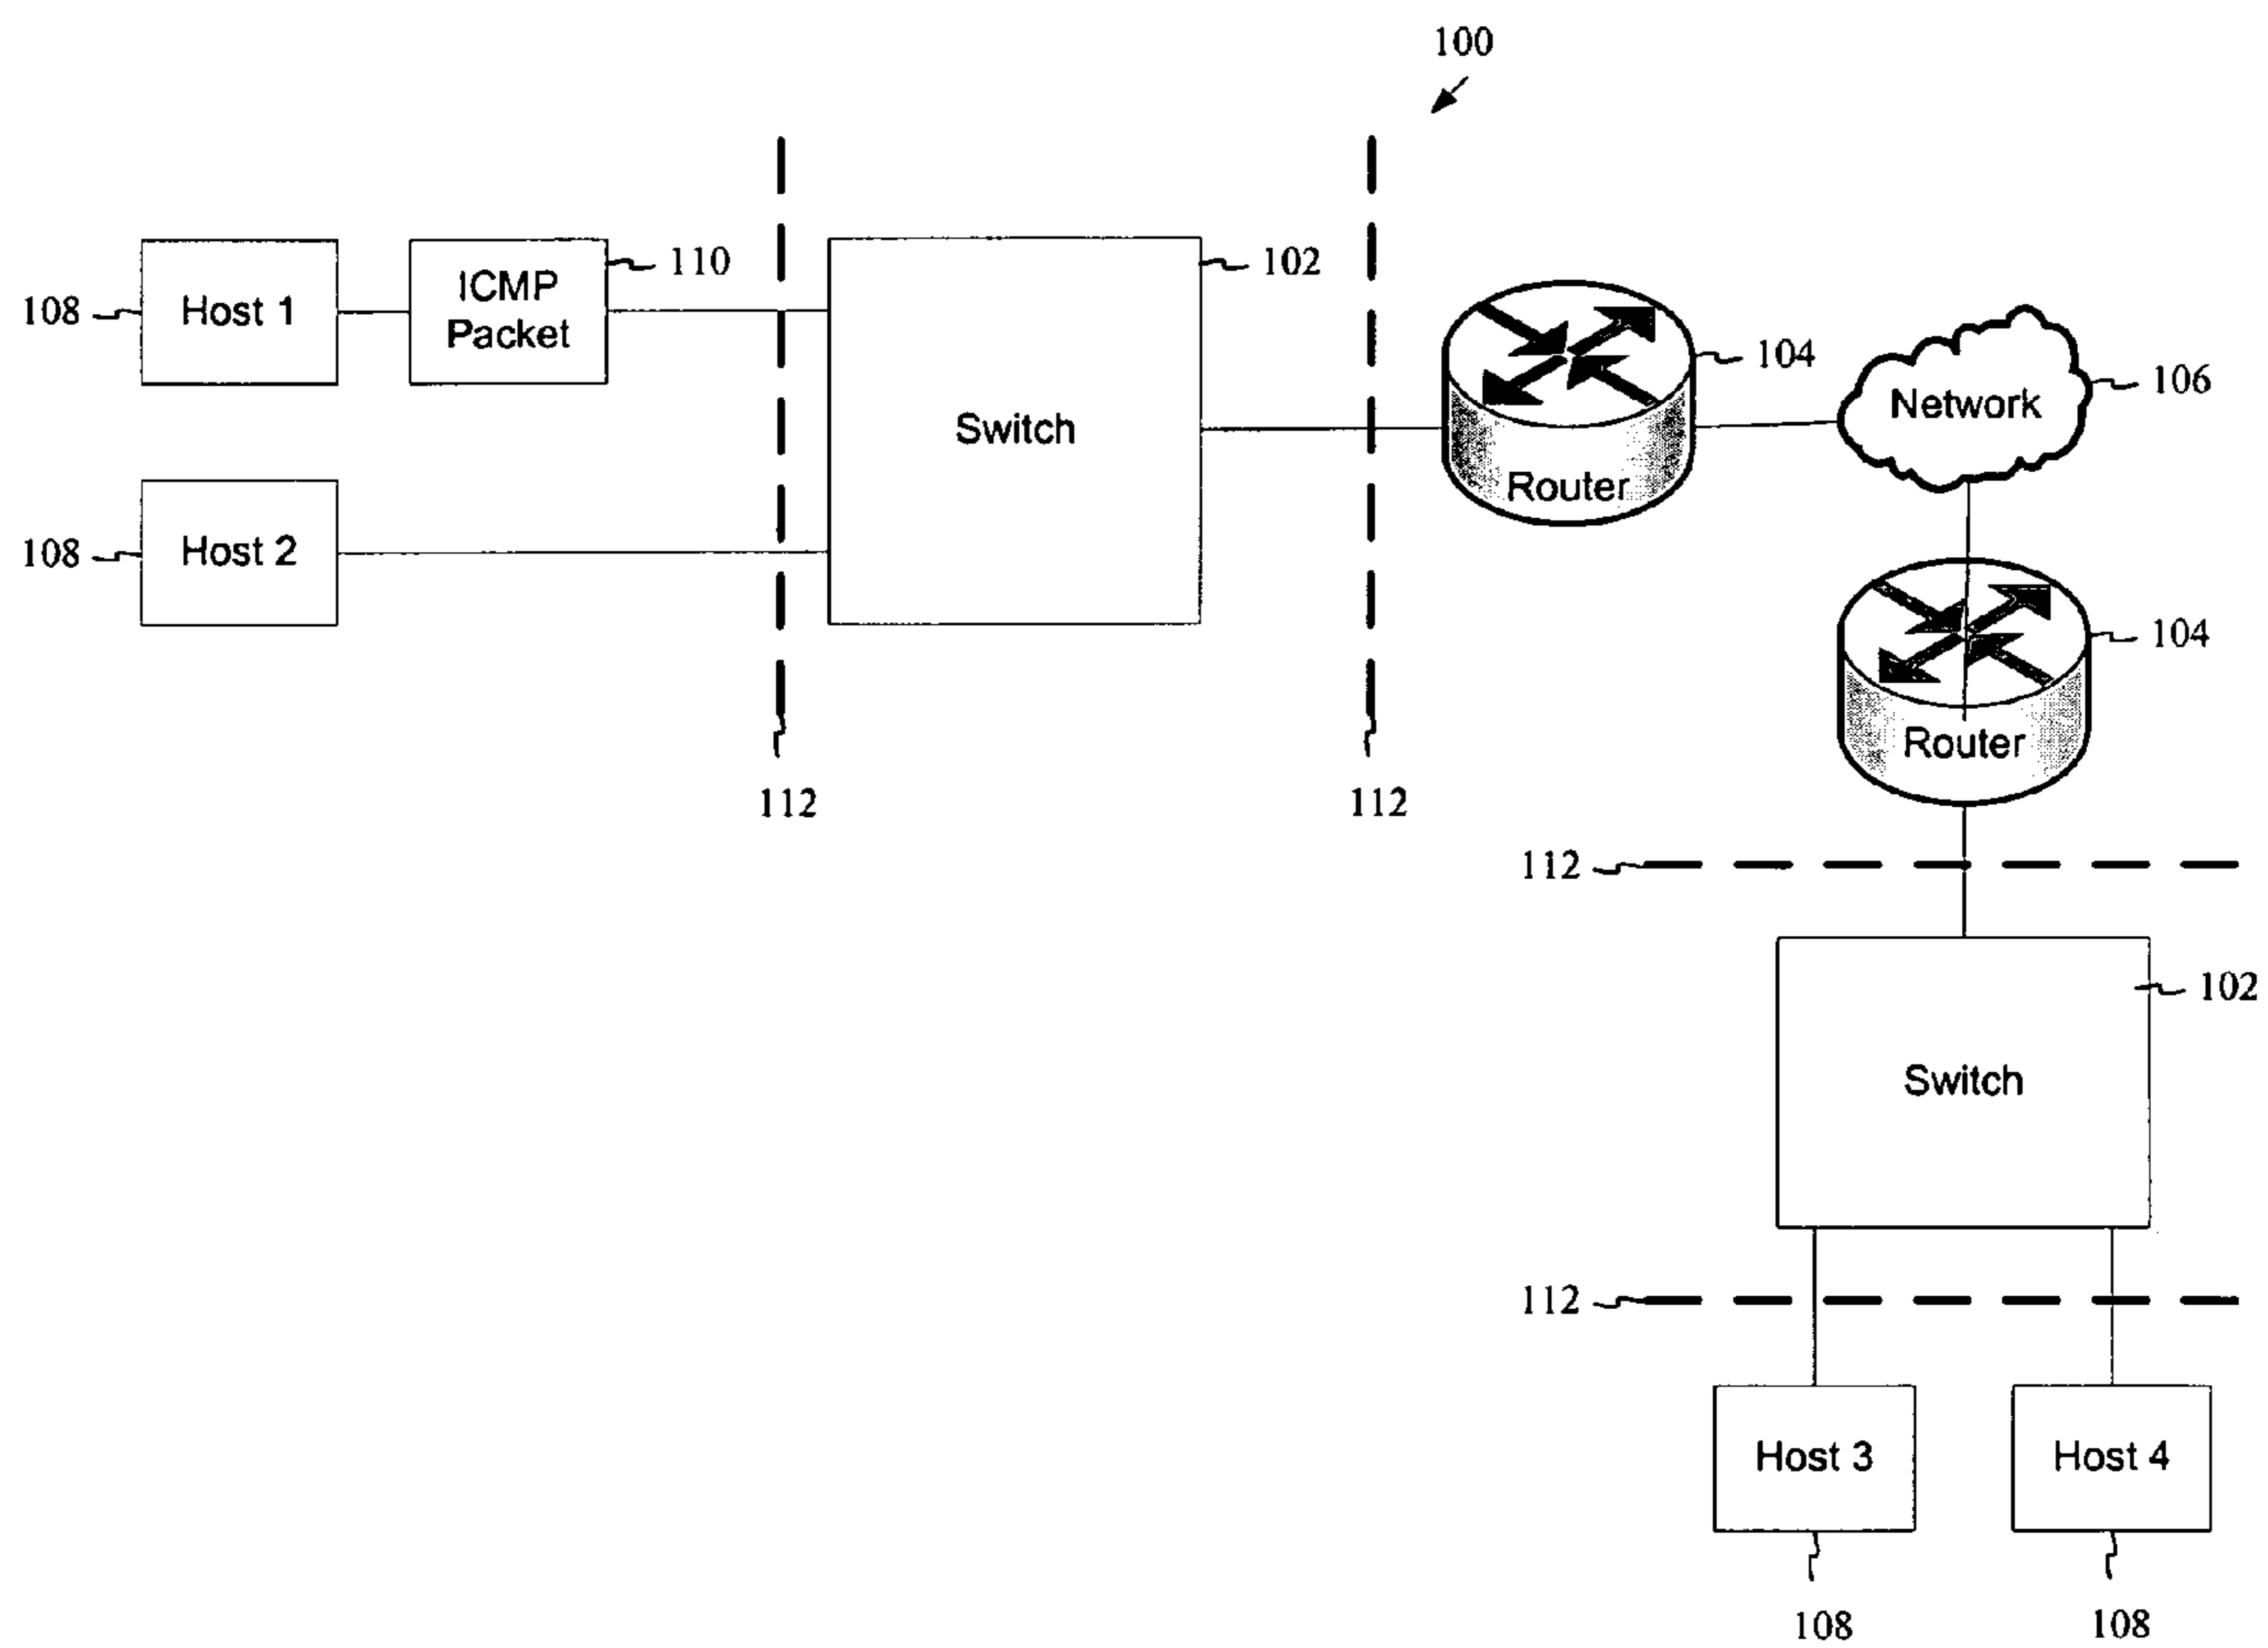 100
110
102
108
Host 1
ICMP
Packet
104
106
Network
Switch
Router
108
Host 2
104
Router
112
112
112
102
Switch
112
Host 3
Host 4
108
108